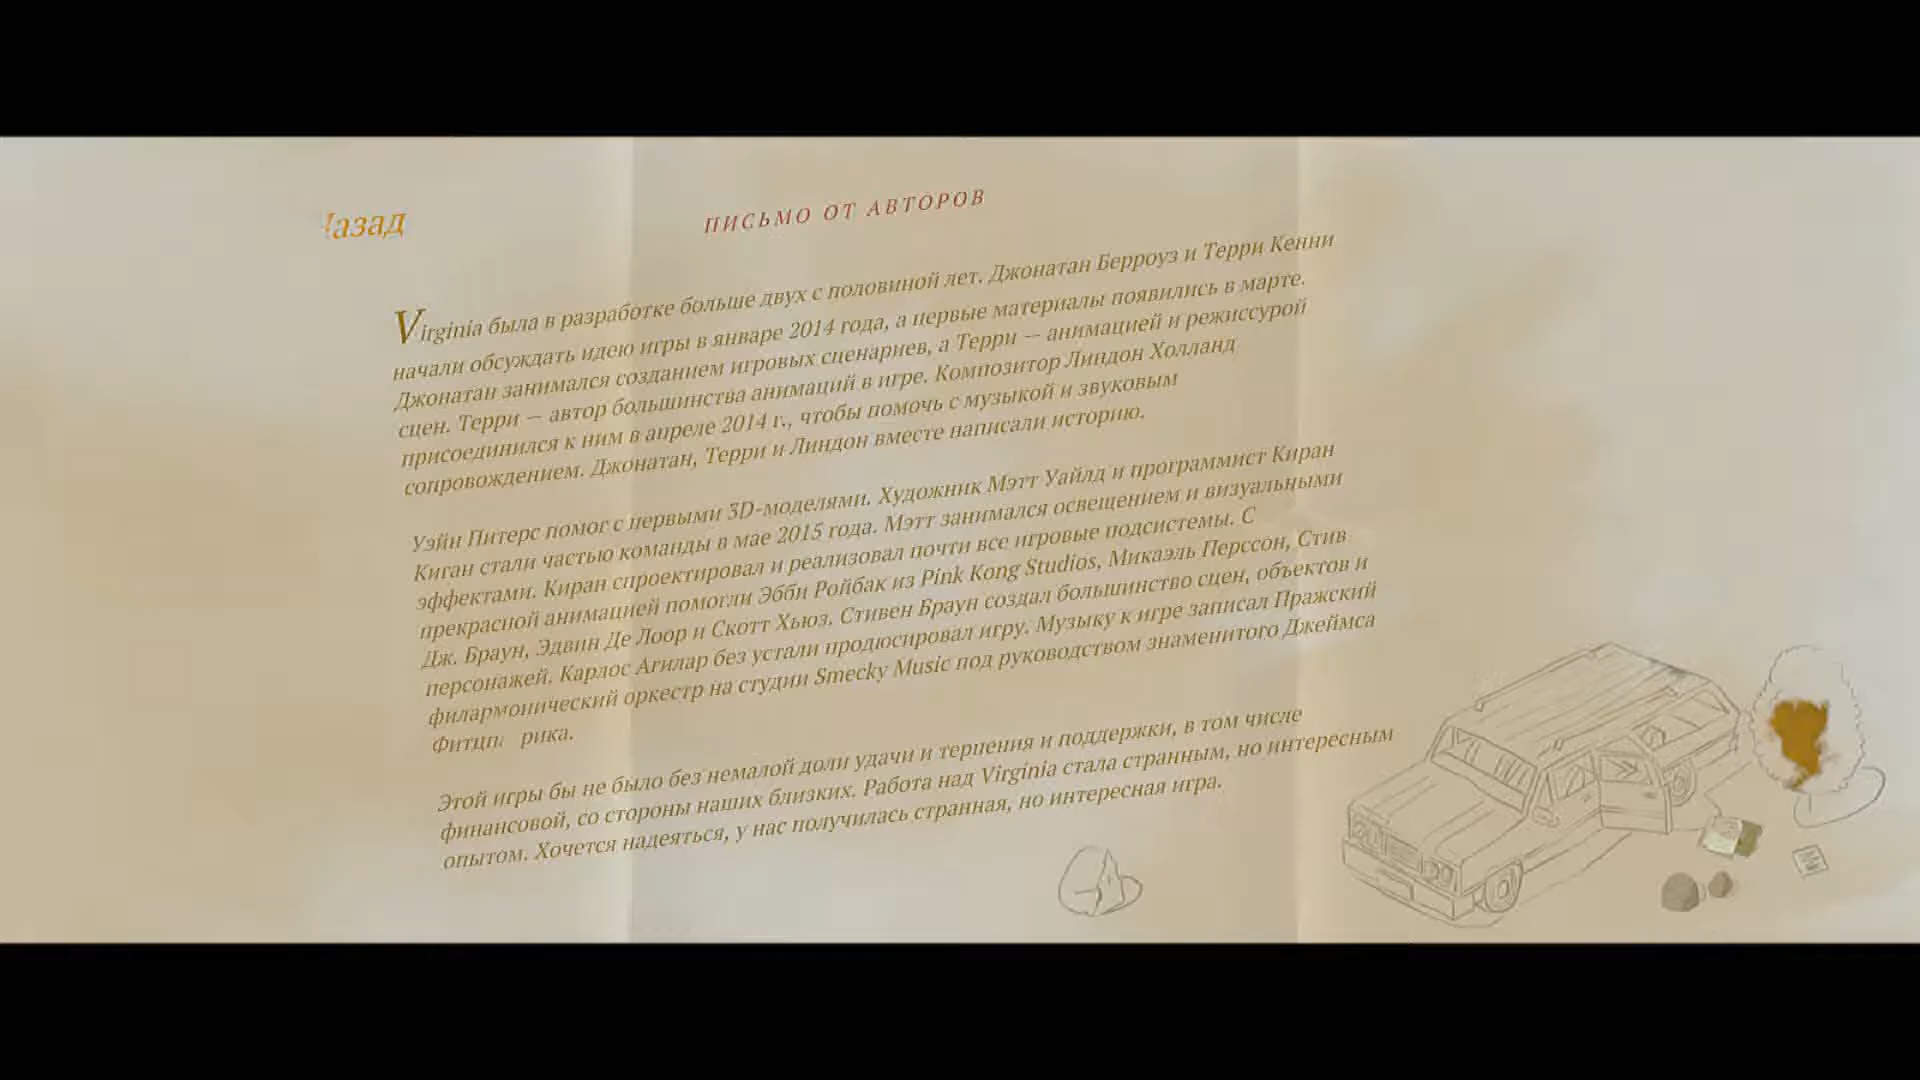 Назад
ПИСЬМО ОТ АВТОРОВ
Virginia была в разработке больше двух с половиной лет. Джонатан Берроуз и Терри Кенни
начали обсуждать идею игры в январе 2014 года, а первые материалы появились в марте.
Джонатан занимался созданием игровых сценариев, а Терри — анимацией и режиссурой
сцен. Терри — автор большинства анимаций в игре. Композитор Линдон Холланд
присоединился к ним в апреле 2014 г., чтобы помочь с музыкой и звуковым
сопровождением. Джонатан, Терри и Линдон вместе написали историю.
Уэйн Питерс помог с первыми 3D-моделями. Художник Мэтт Уайлд и программист Киран
Киган стали частью команды в мае 2015 года. Мэтт занимался освещением и визуальными
эффектами. Киран спроектировал и реализовал почти все игровые подсистемы. С
прекрасной анимацией помогли Эбби Ройбак из Pink Kong Studios, Микаэль Перссон, Стив
Дж. Браун, Эдвин Де Лоор и Скотт Хьюз. Стивен Браун создал большинство сцен, объектов и
персонажей. Карлос Агилар без устали продюсировал игру. Музыку к игре записал Пражский
филармонический оркестр на студии Smecky Music под руководством знаменитого Джеймса
Этой игры бы не было без немалой доли удачи и терпения и поддержки, в том числе
финансовой, со стороны наших близких. Работа над Virginia стала странным, но интересным
опытом. Хочется надеяться, у нас получилась странная, но интересная игра.